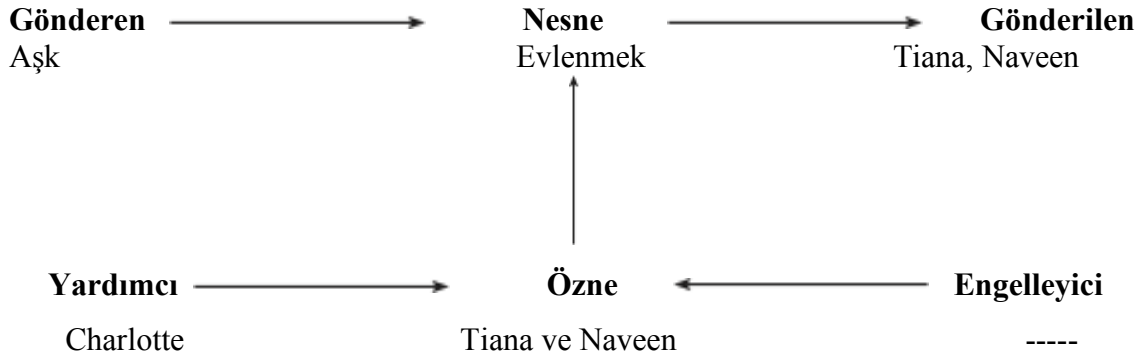 Gönderen Nesne Gönderilen
Aşk Evlenmek Tiana, Naveen
Yardımcı Özne Engelleyici
Charlotte Tiana ve Naveen -----